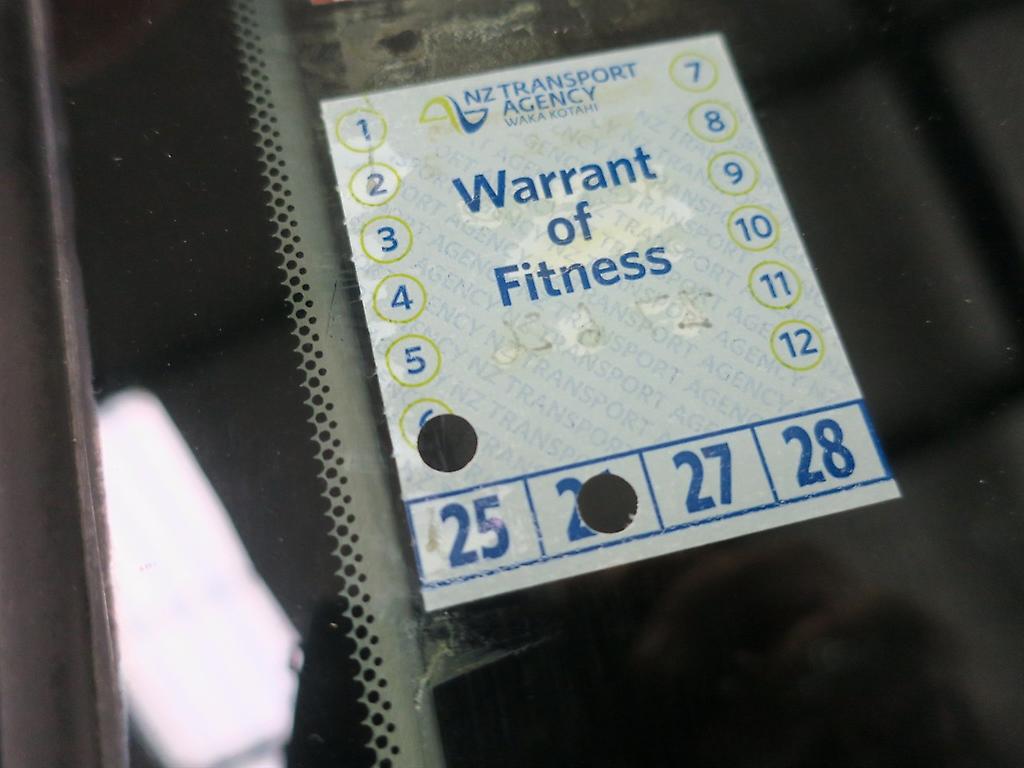 NZ TRANSPORT
AGENCY
WAKA KOTAHI
Warrant
of
Fitness
1
2
3
4
5
7
8
9
10
11
12
25
27
28